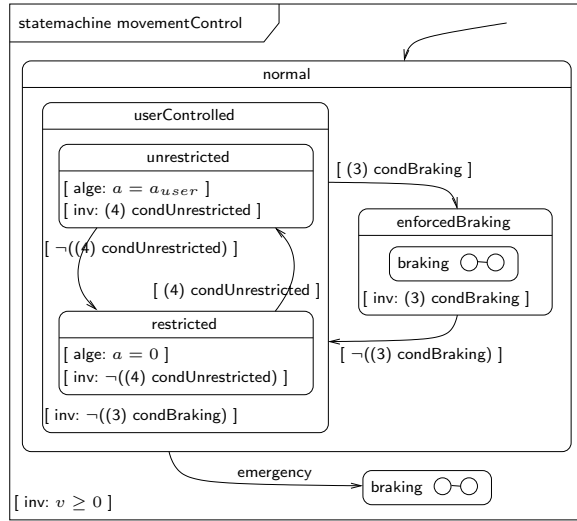 statemachine movementControl
normal
userControlled
unrestricted
[ alge: a = a_user ]
[ inv: (4) condUnrestricted ]
[ ¬((4) condUnrestricted) ]
[ (4) condUnrestricted ]
restricted
[ alge: a = 0 ]
[ inv: ¬((4) condUnrestricted) ]
[ inv: ¬((3) condBraking) ]
[ (3) condBraking ]
enforcedBraking
braking
[ inv: (3) condBraking ]
[ ¬((3) condBraking) ]
emergency
braking
[ inv: v ≥ 0 ]